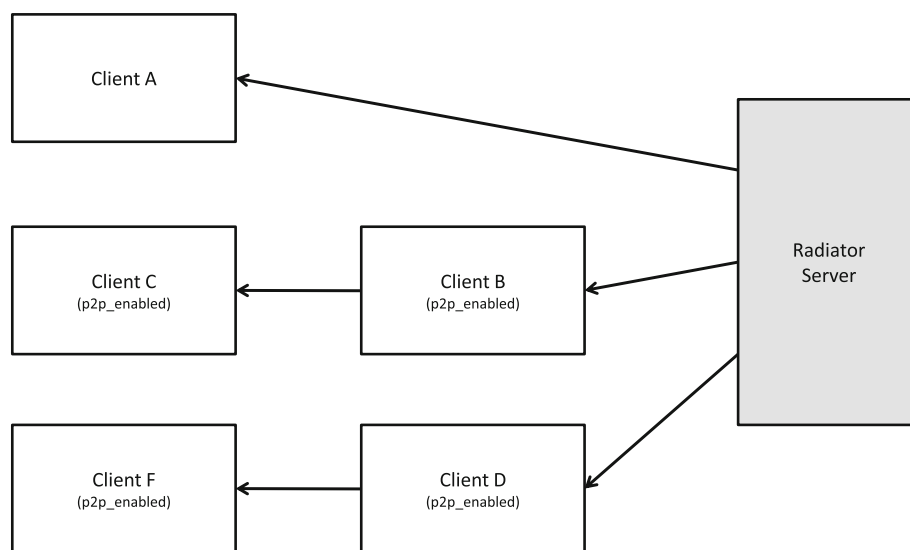 Client A
Radiator
Server
Client C
(p2p_enabled)
Client B
(p2p_enabled)
Client F
(p2p_enabled)
Client D
(p2p_enabled)